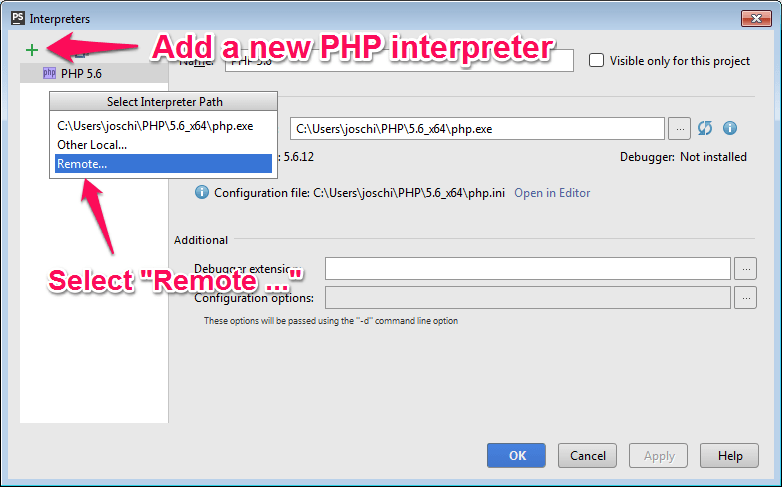 PS Interpreters
Add a new PHP interpreter
Name: PHP 5.6
Visible only for this project
php PHP 5.6
Select Interpreter Path
C:\Users\joschi\PHP\5.6_x64\php.exe
Other Local...
Remote...
C:\Users\joschi\PHP\5.6_x64\php.exe ...
: 5.6.12
Debugger: Not installed
Configuration file: C:\Users\joschi\PHP\5.6_x64\php.ini Open in Editor
Additional
Select "Remote ..."
Debugger extension: ...
Configuration options: ...
These options will be passed using the "-d" command line option
OK Cancel Apply Help